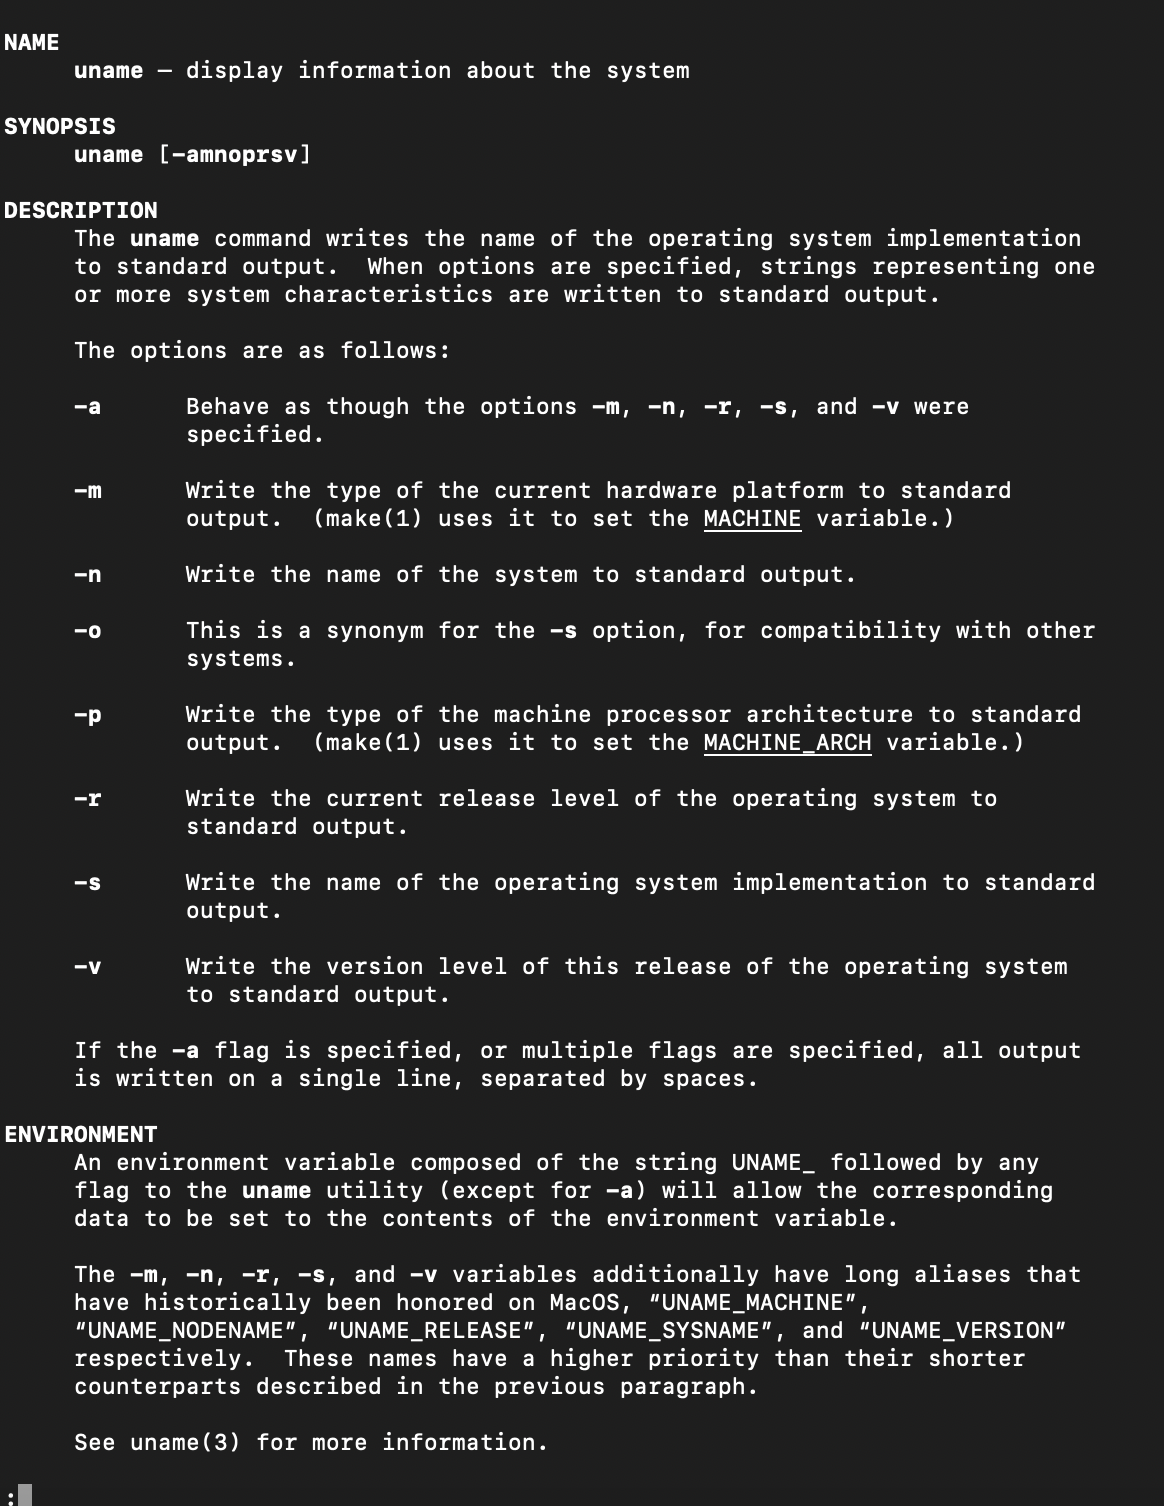 NAME
uname – display information about the system
SYNOPSIS
uname [-amnoprsv]
DESCRIPTION
The uname command writes the name of the operating system implementation
to standard output.  When options are specified, strings representing one
or more system characteristics are written to standard output.
The options are as follows:
-a      Behave as though the options -m, -n, -r, -s, and -v were
specified.
-m      Write the type of the current hardware platform to standard
output.  (make(1) uses it to set the MACHINE variable.)
-n      Write the name of the system to standard output.
-o      This is a synonym for the -s option, for compatibility with other
systems.
-p      Write the type of the machine processor architecture to standard
output.  (make(1) uses it to set the MACHINE_ARCH variable.)
-r      Write the current release level of the operating system to
standard output.
-s      Write the name of the operating system implementation to standard
output.
-v      Write the version level of this release of the operating system
to standard output.
If the -a flag is specified, or multiple flags are specified, all output
is written on a single line, separated by spaces.
ENVIRONMENT
An environment variable composed of the string UNAME_ followed by any
flag to the uname utility (except for -a) will allow the corresponding
data to be set to the contents of the environment variable.
The -m, -n, -r, -s, and -v variables additionally have long aliases that
have historically been honored on MacOS, “UNAME_MACHINE”,
“UNAME_NODENAME”, “UNAME_RELEASE”, “UNAME_SYSNAME”, and “UNAME_VERSION”
respectively.  These names have a higher priority than their shorter
counterparts described in the previous paragraph.
See uname(3) for more information.
: